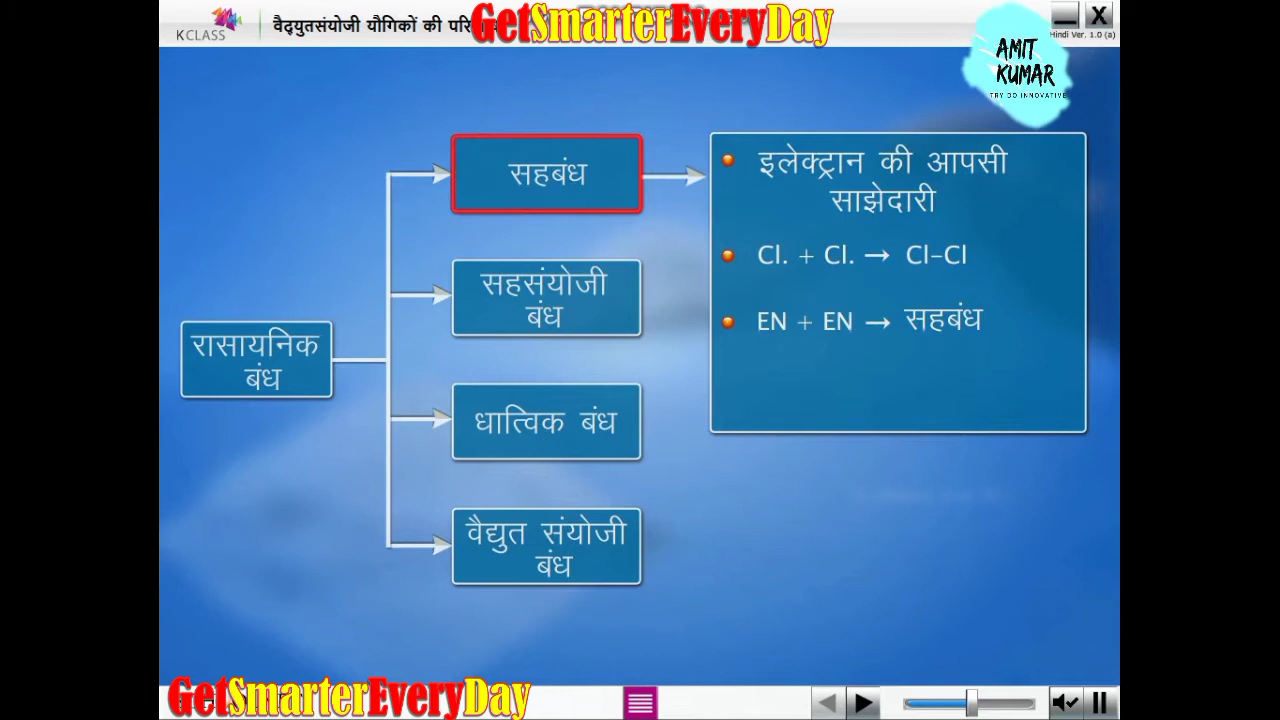 KCLASS
वैद्युतसंयोजी यौगिकों की
GetSmarterEveryDay
Hindi Ver. 1.0 (a)
AMIT
KUMAR
TRY DO INNOVATIVE
सहबंध
इलेक्ट्रान की आपसी
साझेदारी
Cl. + Cl. → Cl–Cl
EN + EN → सहबंध
सहसंयोजी
बंध
रासायनिक
बंध
धात्विक बंध
वैद्युत संयोजी
बंध
GetSmarterEveryDay